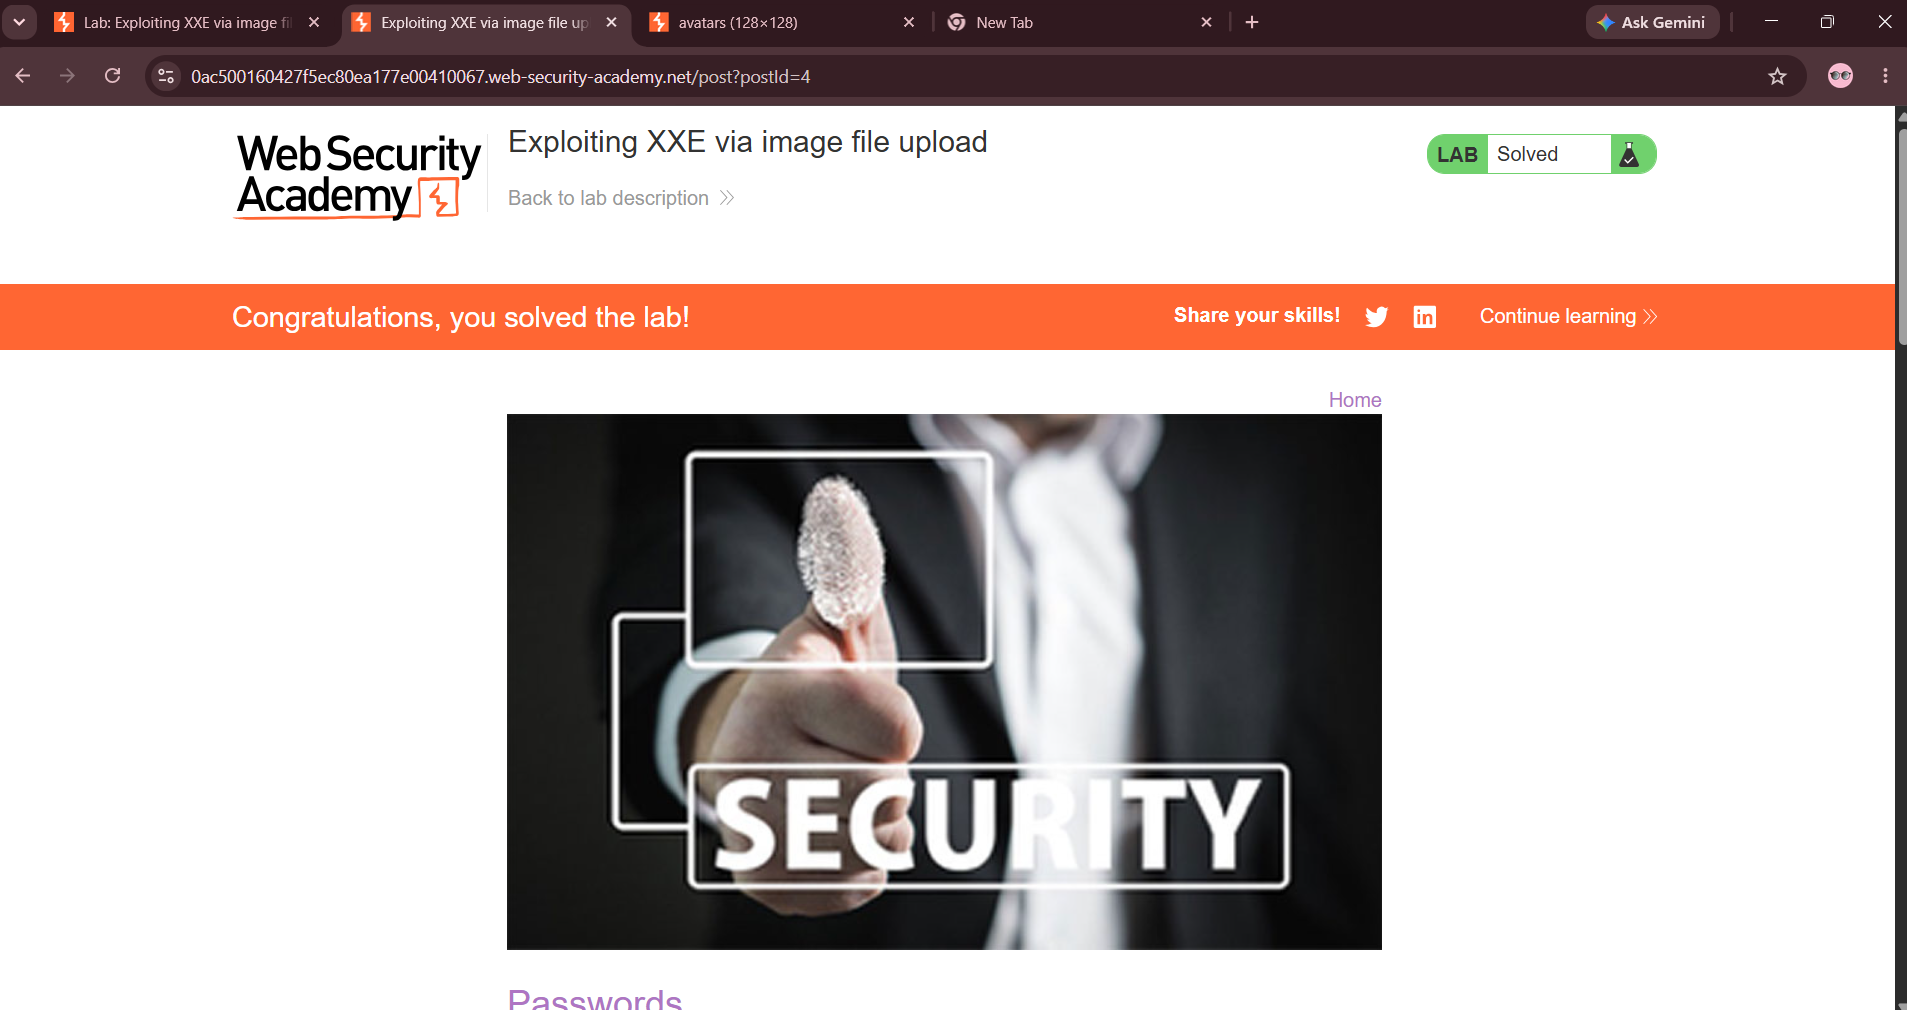 Lab: Exploiting XXE via image fil
Exploiting XXE via image file up
avatars (128×128)
New Tab
Ask Gemini
0ac500160427f5ec80ea177e00410067.web-security-academy.net/post?postId=4
Web Security
Academy
Exploiting XXE via image file upload
Back to lab description
LAB Solved
Congratulations, you solved the lab!
Share your skills!
Continue learning
Home
SECURITY
Passwords